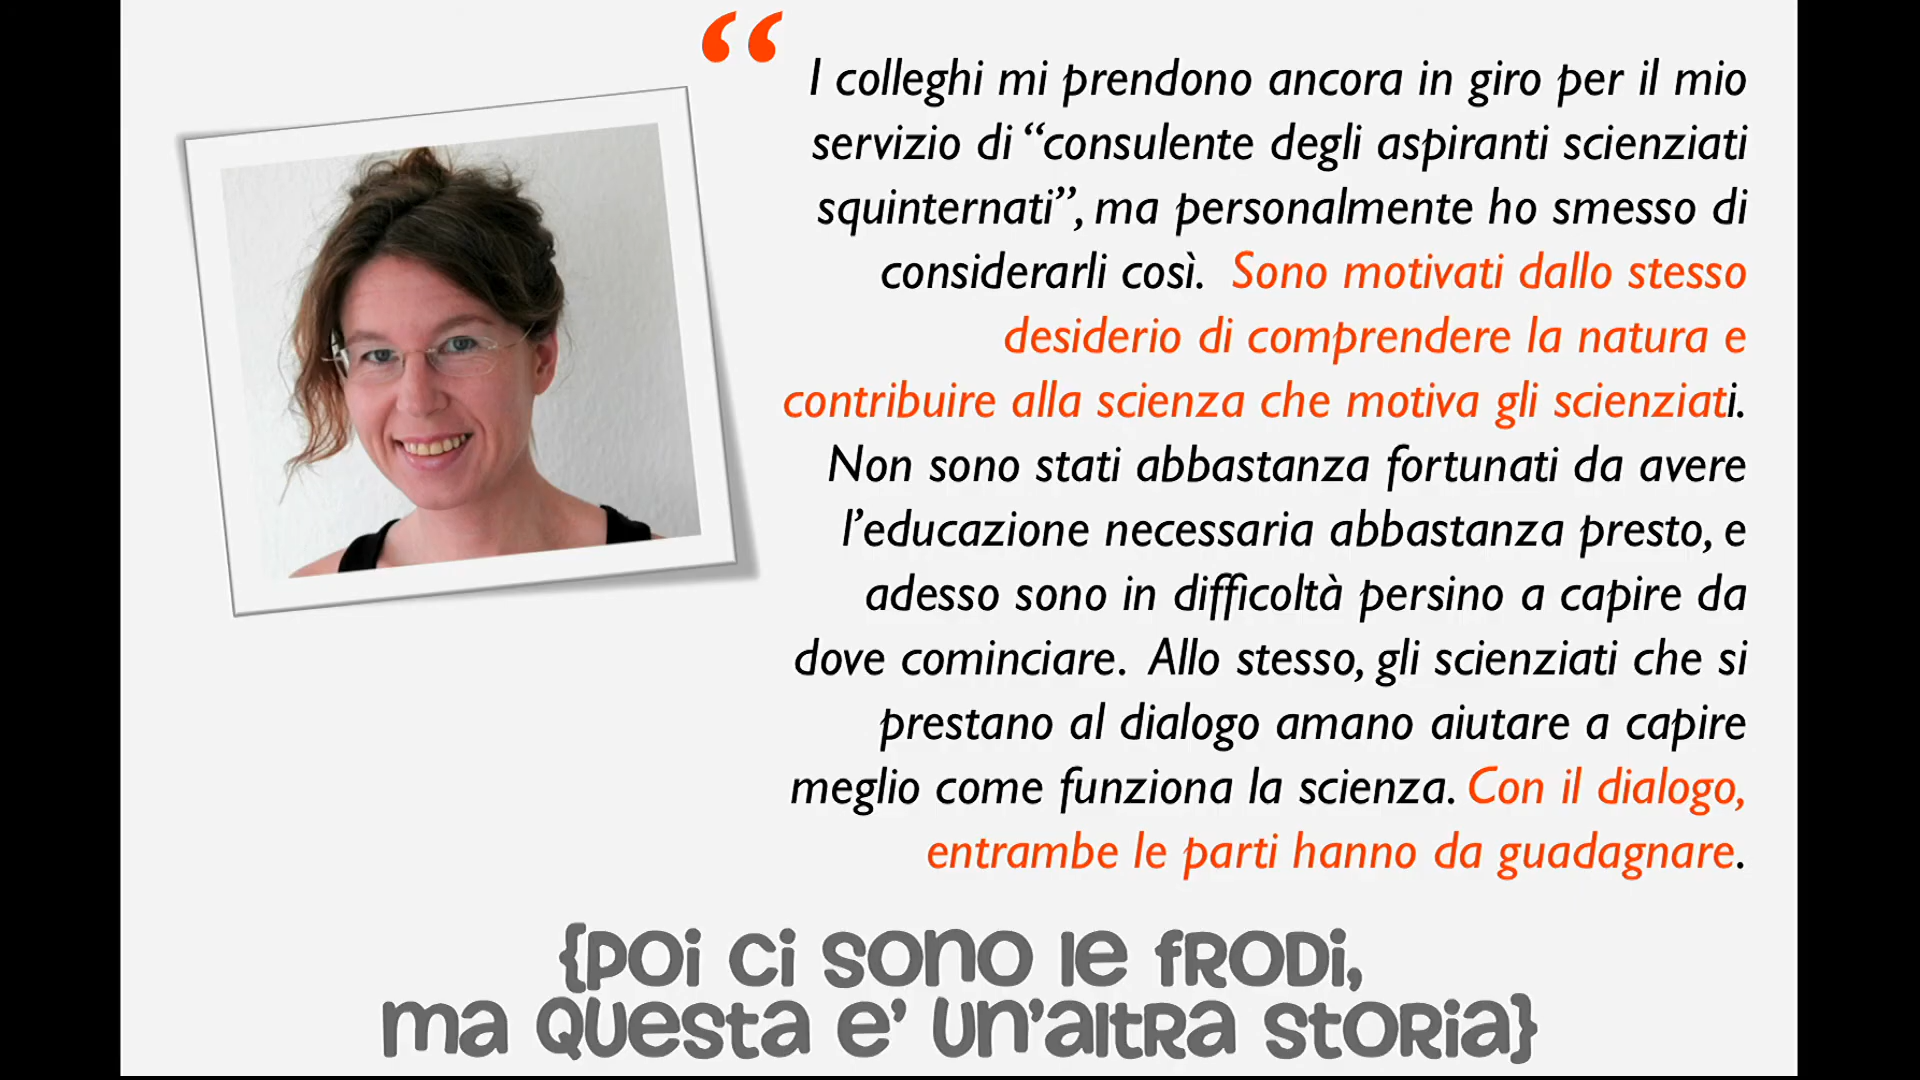 “
I colleghi mi prendono ancora in giro per il mio
servizio di “consulente degli aspiranti scienziati
squinternati”, ma personalmente ho smesso di
considerarli così. Sono motivati dallo stesso
desiderio di comprendere la natura e
contribuire alla scienza che motiva gli scienziati.
Non sono stati abbastanza fortunati da avere
l’educazione necessaria abbastanza presto, e
adesso sono in difficoltà persino a capire da
dove cominciare. Allo stesso, gli scienziati che si
prestano al dialogo amano aiutare a capire
meglio come funziona la scienza. Con il dialogo,
entrambe le parti hanno da guadagnare.
{Poi ci sono le frodi,
ma questa e’ un’altra storia}